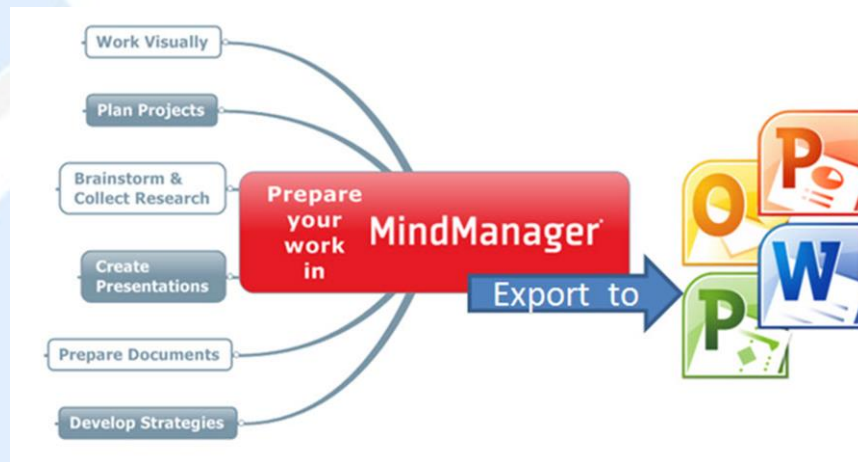 Work Visually
Plan Projects
Brainstorm &
Collect Research
Create
Presentations
Prepare Documents
Develop Strategies
Prepare
your
work
in
MindManager
Export to
O
P
W
P